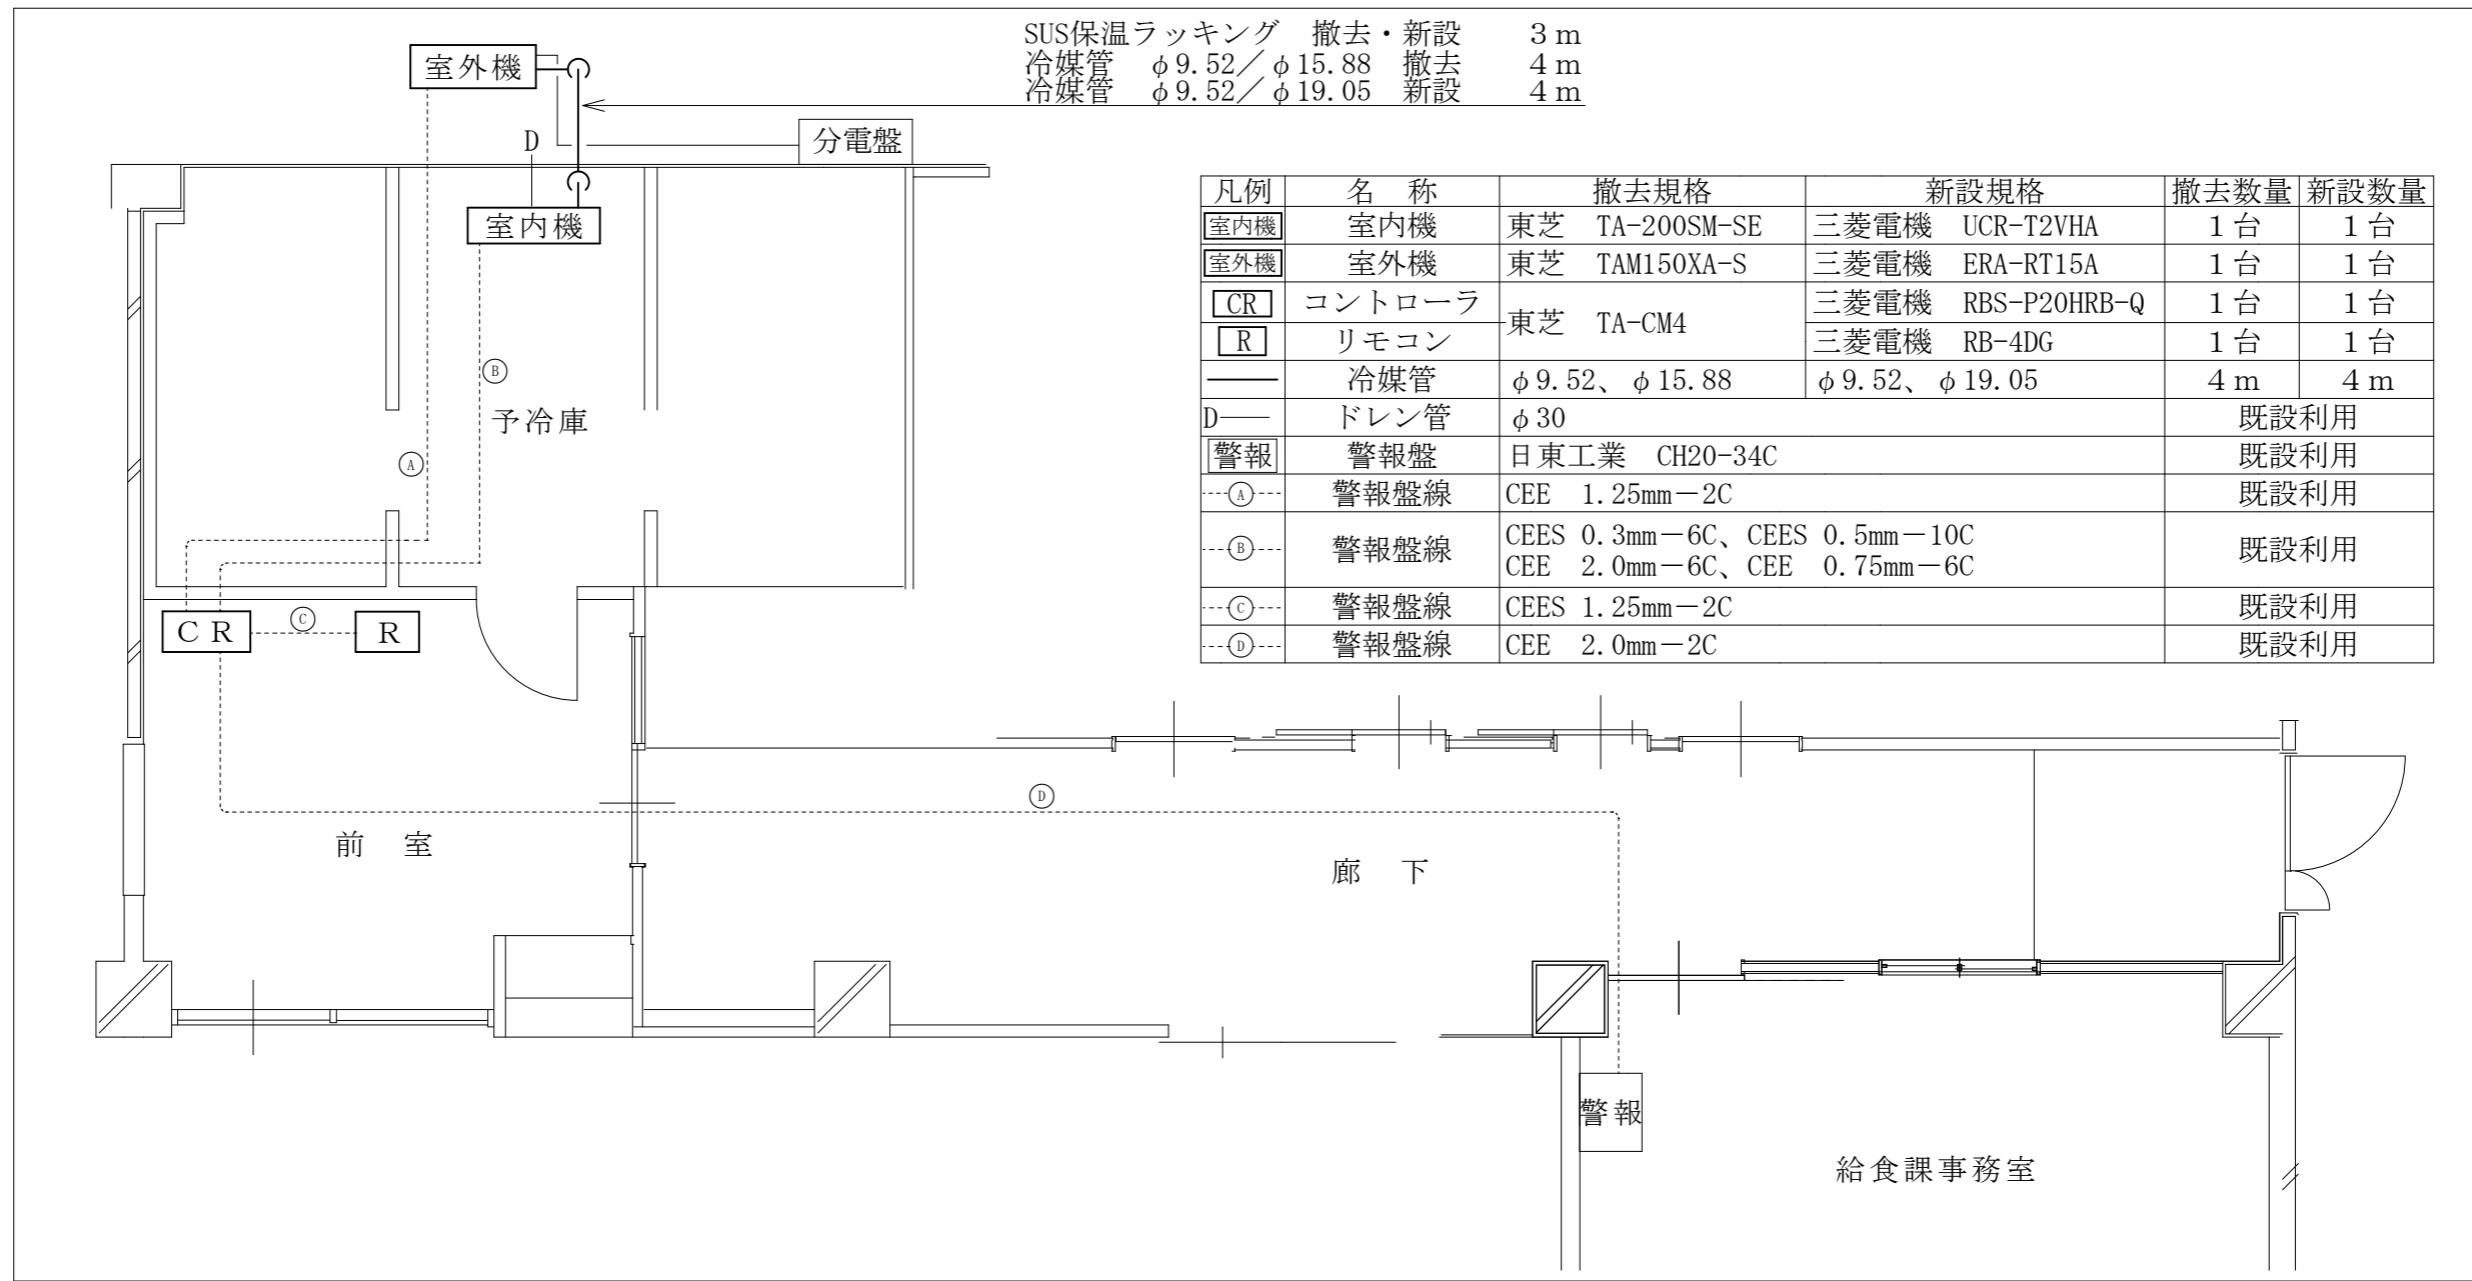 SUS保温ラッキング 撤去・新設 3m
冷媒管 φ9.52／φ15.88 撤去 4m
冷媒管 φ9.52／φ19.05 新設 4m
室外機
分電盤
D
室内機
B
予冷庫
A
CR
C
R
D
前 室
廊 下
警報
給食課事務室
凡例 名 称 撤去規格 新設規格 撤去数量 新設数量
室内機 室内機 東芝 TA-200SM-SE 三菱電機 UCR-T2VHA 1台 1台
室外機 室外機 東芝 TAM150XA-S 三菱電機 ERA-RT15A 1台 1台
CR コントローラ 東芝 TA-CM4 三菱電機 RBS-P20HRB-Q 1台 1台
R リモコン 三菱電機 RB-4DG 1台 1台
冷媒管 φ9.52、φ15.88 φ9.52、φ19.05 4m 4m
D ドレン管 φ30 既設利用
警報 警報盤 日東工業 CH20-34C 既設利用
A 警報盤線 CEE 1.25mm－2C 既設利用
B 警報盤線 CEES 0.3mm－6C、CEES 0.5mm－10C 既設利用
CEE 2.0mm－6C、CEE 0.75mm－6C
C 警報盤線 CEES 1.25mm－2C 既設利用
D 警報盤線 CEE 2.0mm－2C 既設利用